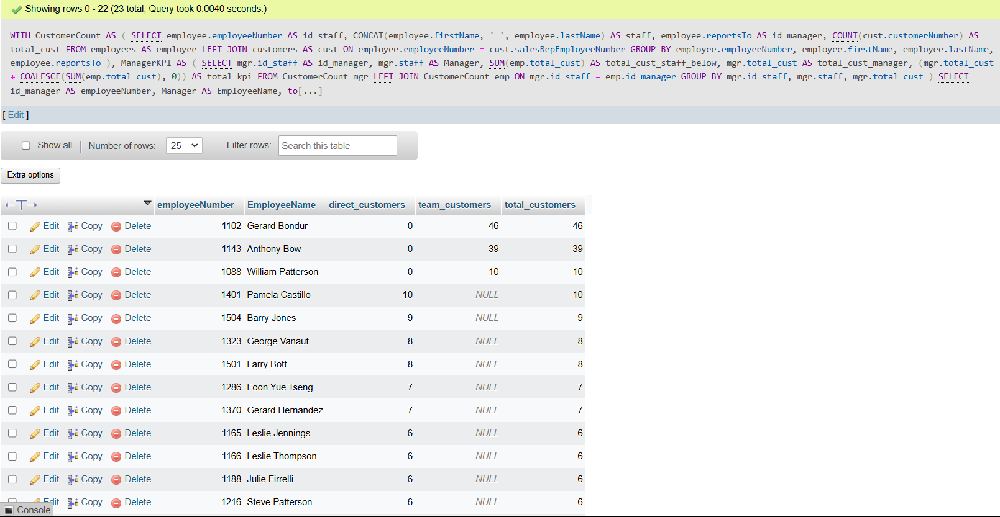 Showing rows 0 - 22 (23 total, Query took 0.0040 seconds.)
WITH CustomerCount AS ( SELECT employee.employeeNumber AS id_staff, CONCAT(employee.firstName, ' ', employee.lastName) AS staff, employee.reportsTo AS id_manager, COUNT(cust.customerNumber) AS
total_cust FROM employees AS employee LEFT JOIN customers AS cust ON employee.employeeNumber = cust.salesRepEmployeeNumber GROUP BY employee.employeeNumber, employee.firstName, employee.lastName,
employee.reportsTo ), ManagerKPI AS ( SELECT mgr.id_staff AS id_manager, mgr.staff AS Manager, SUM(emp.total_cust) AS total_cust_staff_below, mgr.total_cust AS total_cust_manager, (mgr.total_cust
+ COALESCE(SUM(emp.total_cust), 0)) AS total_kpi FROM CustomerCount mgr LEFT JOIN CustomerCount emp ON mgr.id_staff = emp.id_manager GROUP BY mgr.id_staff, mgr.staff, mgr.total_cust ) SELECT
id_manager AS employeeNumber, Manager AS EmployeeName, to[...]
[ Edit ]
Show all Number of rows: 25 Filter rows: Search this table
Extra options
employeeNumber EmployeeName direct_customers team_customers total_customers
Edit Copy Delete 1102 Gerard Bondur 0 46 46
Edit Copy Delete 1143 Anthony Bow 0 39 39
Edit Copy Delete 1088 William Patterson 0 10 10
Edit Copy Delete 1401 Pamela Castillo 10 NULL 10
Edit Copy Delete 1504 Barry Jones 9 NULL 9
Edit Copy Delete 1323 George Vanauf 8 NULL 8
Edit Copy Delete 1501 Larry Bott 8 NULL 8
Edit Copy Delete 1286 Foon Yue Tseng 7 NULL 7
Edit Copy Delete 1370 Gerard Hernandez 7 NULL 7
Edit Copy Delete 1165 Leslie Jennings 6 NULL 6
Edit Copy Delete 1166 Leslie Thompson 6 NULL 6
Edit Copy Delete 1188 Julie Firrelli 6 NULL 6
Edit Copy Delete 1216 Steve Patterson 6 NULL 6
Console